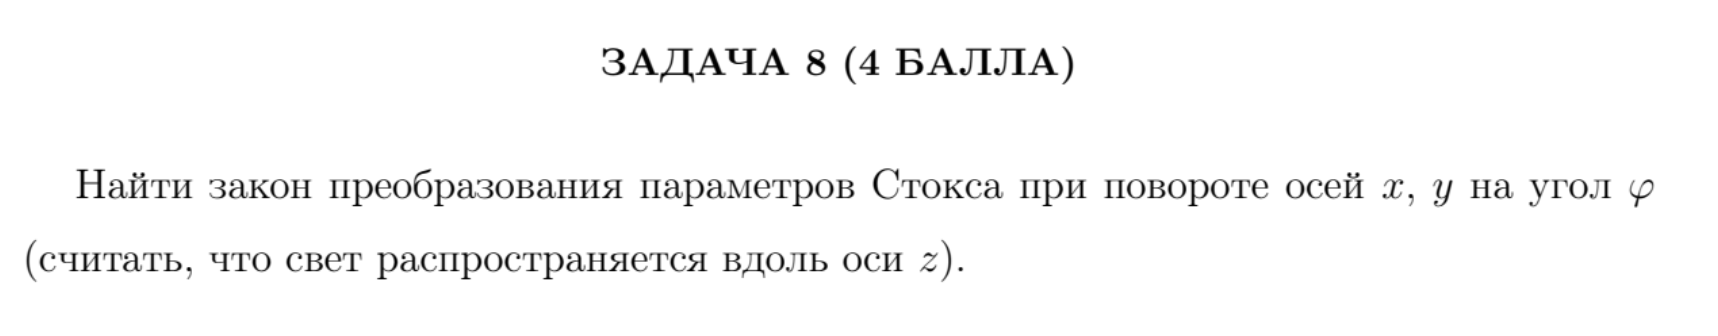 ЗАДАЧА 8 (4 БАЛЛА)
Найти закон преобразования параметров Стокса при повороте осей x, y на угол φ
(считать, что свет распространяется вдоль оси z).